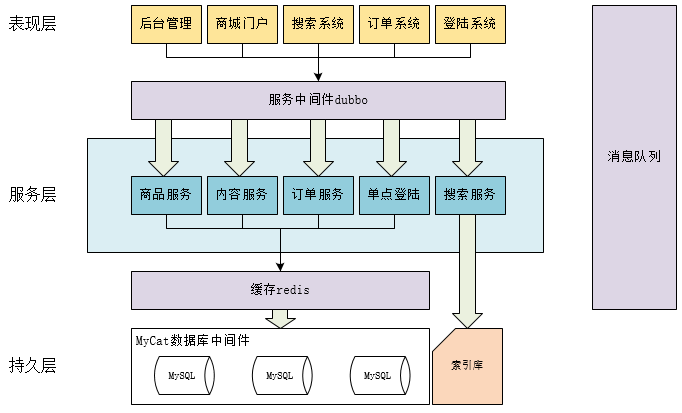 表现层
后台管理
商城门户
搜索系统
订单系统
登陆系统
服务中间件dubbo
消息队列
服务层
商品服务
内容服务
订单服务
单点登陆
搜索服务
缓存redis
持久层
MyCat数据库中间件
MySQL
MySQL
MySQL
索引库